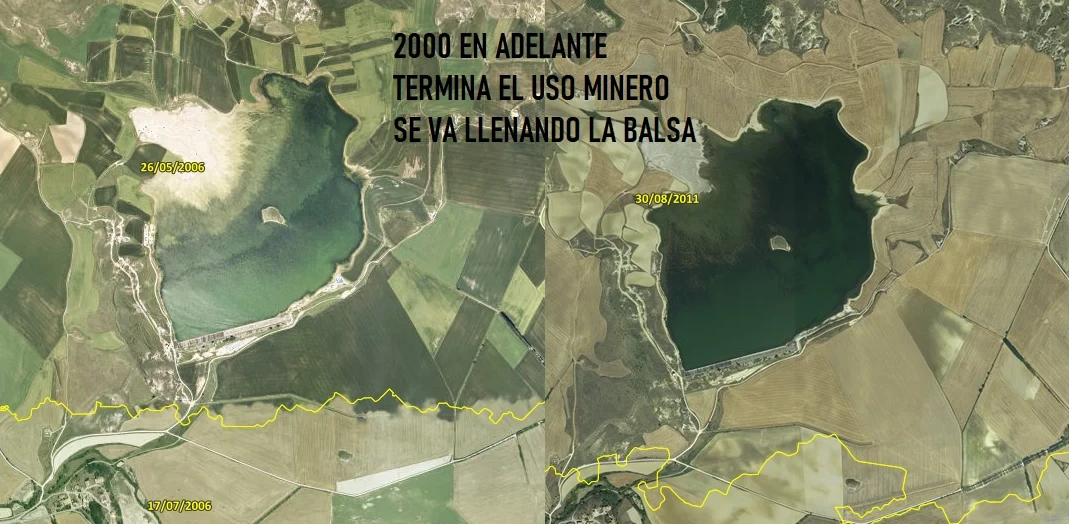 2000 EN ADELANTE
TERMINA EL USO MINERO
SE VA LLENANDO LA BALSA
26/05/2006
30/08/2011
17/07/2006